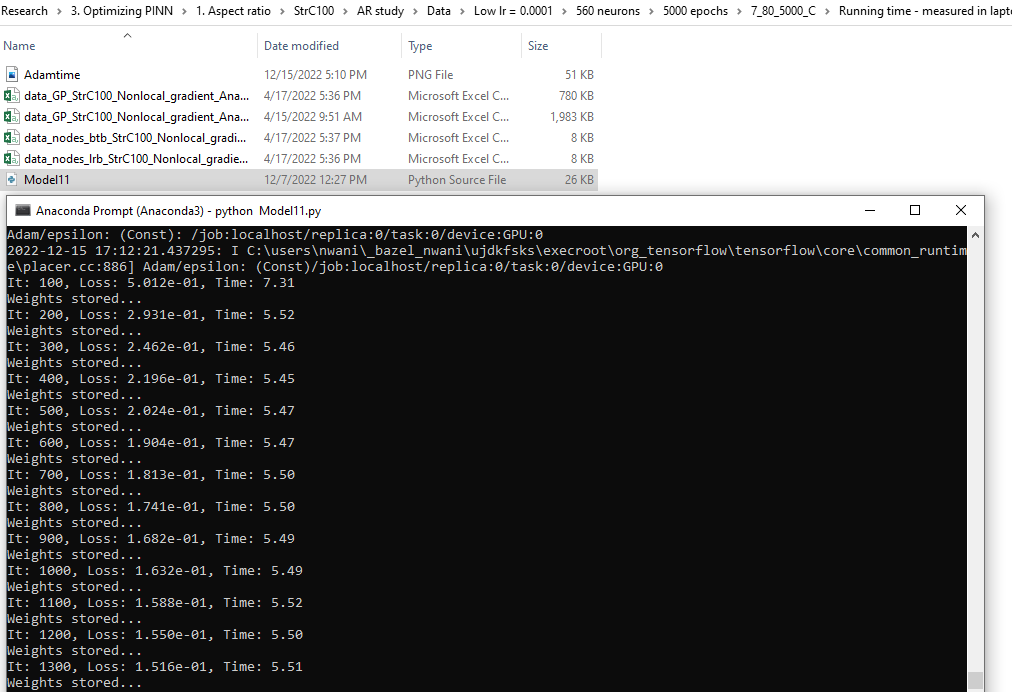 Research > 3. Optimizing PINN > 1. Aspect ratio > StrC100 > AR study > Data > Low lr = 0.0001 > 560 neurons > 5000 epochs > 7_80_5000_C > Running time - measured in lapt
Name Date modified Type Size
Adamtime 12/15/2022 5:10 PM PNG File 51 KB
data_GP_StrC100_Nonlocal_gradient_Ana... 4/17/2022 5:36 PM Microsoft Excel C... 780 KB
data_GP_StrC100_Nonlocal_gradient_Ana... 4/15/2022 9:51 AM Microsoft Excel C... 1,983 KB
data_nodes_btb_StrC100_Nonlocal_gradi... 4/17/2022 5:37 PM Microsoft Excel C... 8 KB
data_nodes_lrb_StrC100_Nonlocal_gradie... 4/17/2022 5:36 PM Microsoft Excel C... 8 KB
Model11 12/7/2022 12:27 PM Python Source File 26 KB
Anaconda Prompt (Anaconda3) - python Model11.py
Adam/epsilon: (Const): /job:localhost/replica:0/task:0/device:GPU:0
2022-12-15 17:12:21.437295: I C:\users\nwani\_bazel_nwani\ujdkfsks\execroot\org_tensorflow\tensorflow\core\common_runtim
e\placer.cc:886] Adam/epsilon: (Const)/job:localhost/replica:0/task:0/device:GPU:0
It: 100, Loss: 5.012e-01, Time: 7.31
Weights stored...
It: 200, Loss: 2.931e-01, Time: 5.52
Weights stored...
It: 300, Loss: 2.462e-01, Time: 5.46
Weights stored...
It: 400, Loss: 2.196e-01, Time: 5.45
Weights stored...
It: 500, Loss: 2.024e-01, Time: 5.47
Weights stored...
It: 600, Loss: 1.904e-01, Time: 5.47
Weights stored...
It: 700, Loss: 1.813e-01, Time: 5.50
Weights stored...
It: 800, Loss: 1.741e-01, Time: 5.50
Weights stored...
It: 900, Loss: 1.682e-01, Time: 5.49
Weights stored...
It: 1000, Loss: 1.632e-01, Time: 5.49
Weights stored...
It: 1100, Loss: 1.588e-01, Time: 5.52
Weights stored...
It: 1200, Loss: 1.550e-01, Time: 5.50
Weights stored...
It: 1300, Loss: 1.516e-01, Time: 5.51
Weights stored...